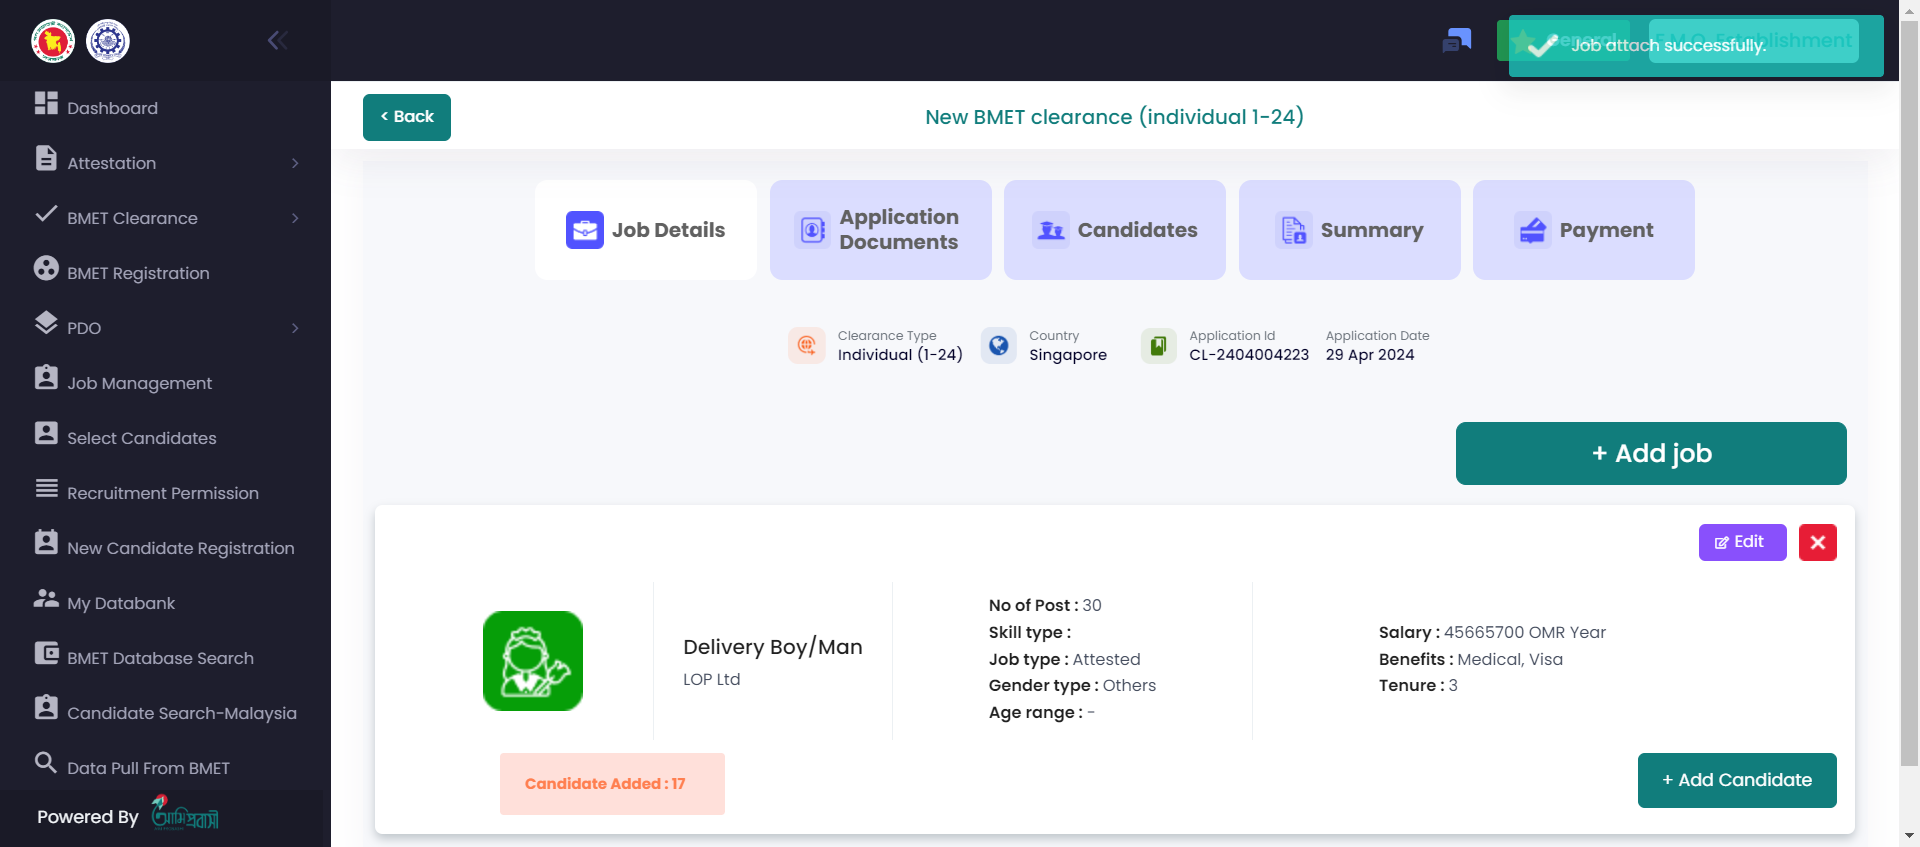 General
E.M.O. Establishment
Job attach successfully.
Dashboard
Attestation
BMET Clearance
BMET Registration
PDO
Job Management
Select Candidates
Recruitment Permission
New Candidate Registration
My Databank
BMET Database Search
Candidate Search-Malaysia
Data Pull From BMET
Powered By
আমি প্রবাসী
< Back
New BMET clearance (individual 1-24)
Job Details
Application
Documents
Candidates
Summary
Payment
Clearance Type
Individual (1-24)
Country
Singapore
Application Id
CL-2404004223
Application Date
29 Apr 2024
+ Add job
Edit
Delivery Boy/Man
LOP Ltd
No of Post : 30
Skill type :
Job type : Attested
Gender type : Others
Age range : -
Salary : 45665700 OMR Year
Benefits : Medical, Visa
Tenure : 3
Candidate Added : 17
+ Add Candidate